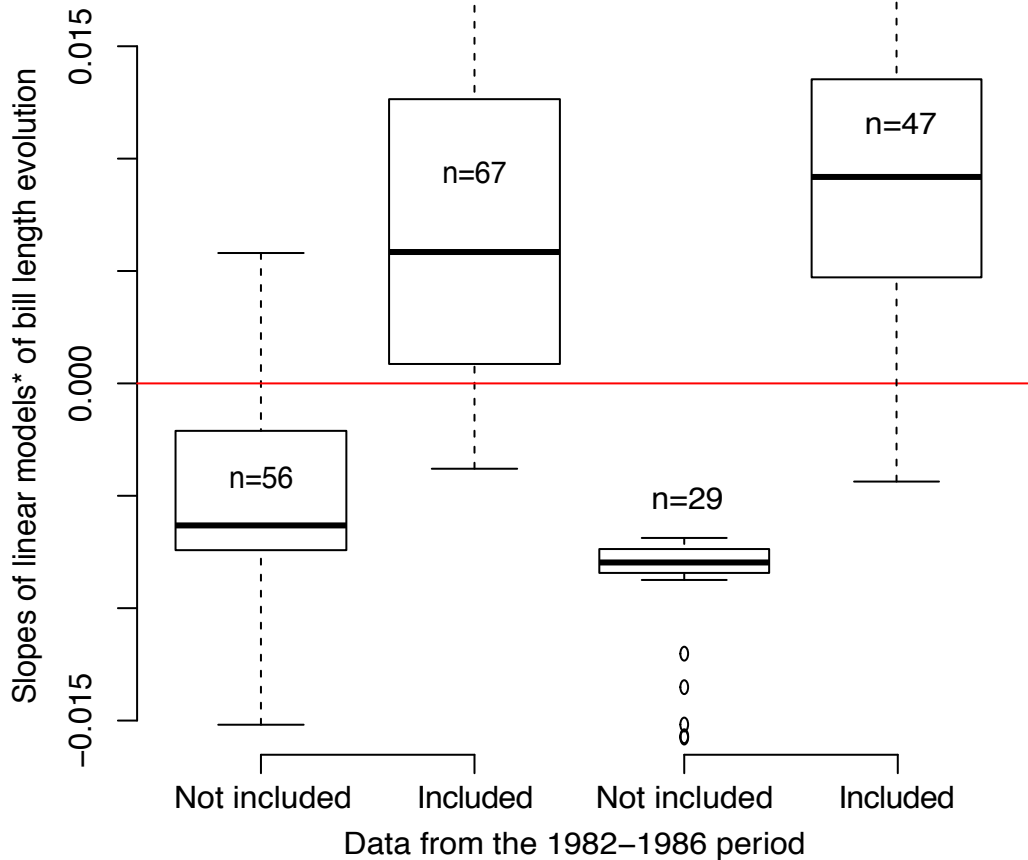 Slopes of linear models* of bill length evolution
0.015
0.000
−0.015
n=56
n=67
n=29
n=47
Not included
Included
Not included
Included
Data from the 1982−1986 period